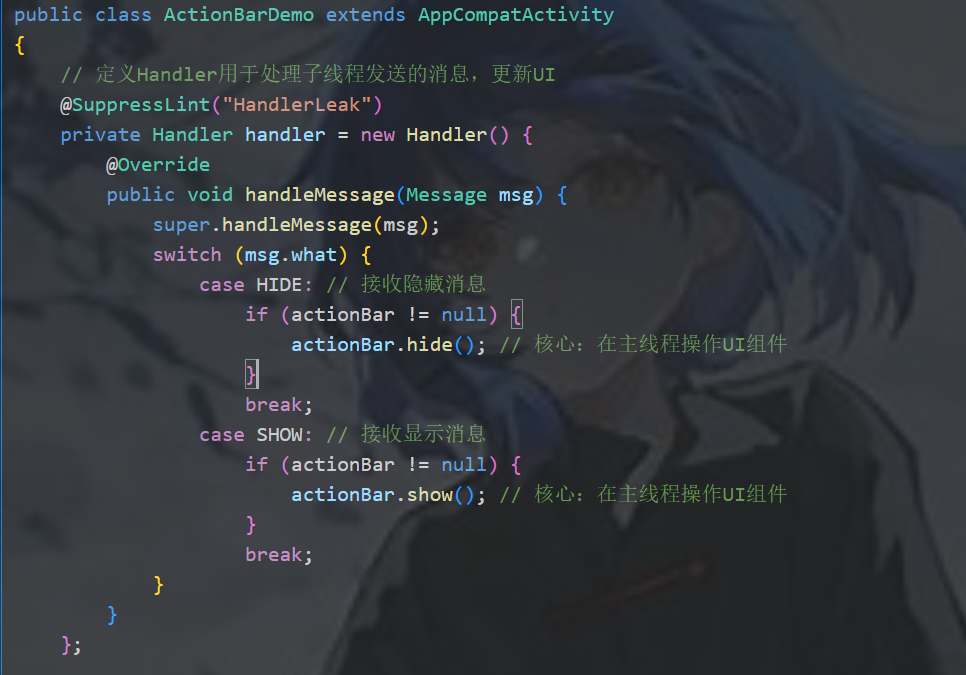 public class ActionBarDemo extends AppCompatActivity
{
    // 定义Handler用于处理子线程发送的消息，更新UI
    @SuppressLint("HandlerLeak")
    private Handler handler = new Handler() {
        @Override
        public void handleMessage(Message msg) {
            super.handleMessage(msg);
            switch (msg.what) {
                case HIDE: // 接收隐藏消息
                    if (actionBar != null) {
                        actionBar.hide(); // 核心：在主线程操作UI组件
                    }
                    break;
                case SHOW: // 接收显示消息
                    if (actionBar != null) {
                        actionBar.show(); // 核心：在主线程操作UI组件
                    }
                    break;
            }
        }
    };